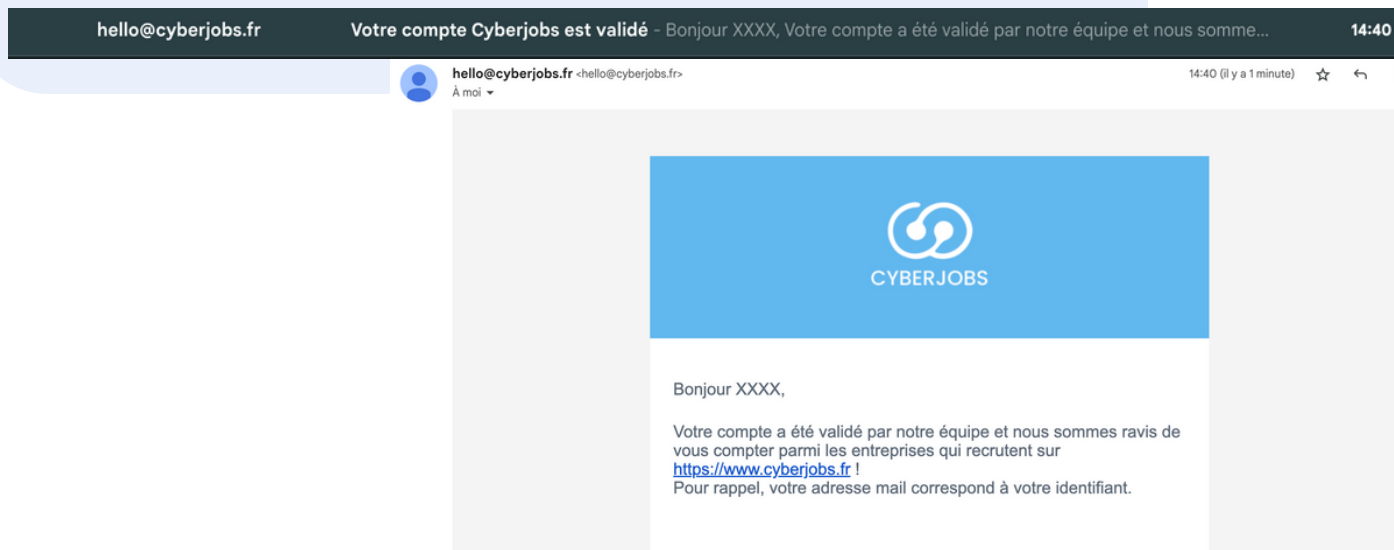 hello@cyberjobs.fr Votre compte Cyberjobs est validé - Bonjour XXXX, Votre compte a été validé par notre équipe et nous somme... 14:40
hello@cyberjobs.fr <hello@cyberjobs.fr> 14:40 (il y a 1 minute)
À moi
CYBERJOBS
Bonjour XXXX,
Votre compte a été validé par notre équipe et nous sommes ravis de
vous compter parmi les entreprises qui recrutent sur
https://www.cyberjobs.fr !
Pour rappel, votre adresse mail correspond à votre identifiant.